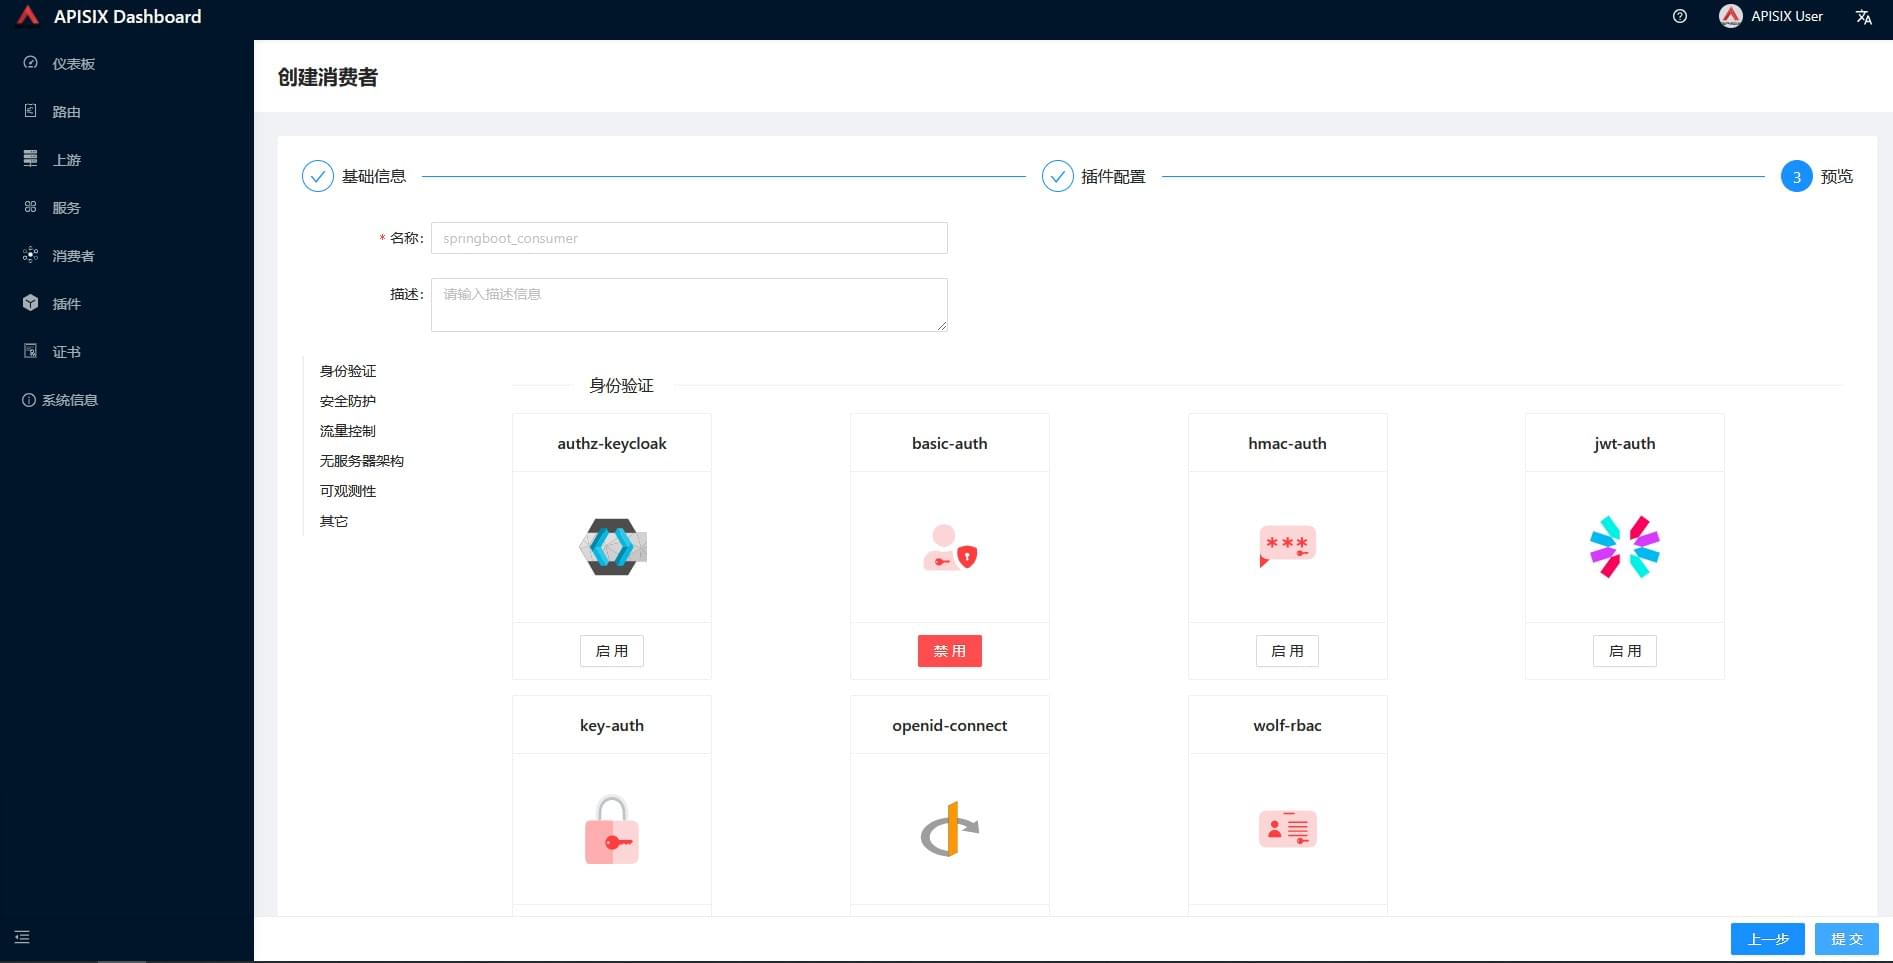 APISIX Dashboard
APISIX User
仪表板
路由
上游
服务
消费者
插件
证书
系统信息
创建消费者
基础信息
插件配置
3 预览
* 名称:
springboot_consumer
描述:
请输入描述信息
身份验证
安全防护
流量控制
无服务器架构
可观测性
其它
身份验证
authz-keycloak
basic-auth
hmac-auth
jwt-auth
***
启 用
禁 用
启 用
启 用
key-auth
openid-connect
wolf-rbac
上一步
提 交